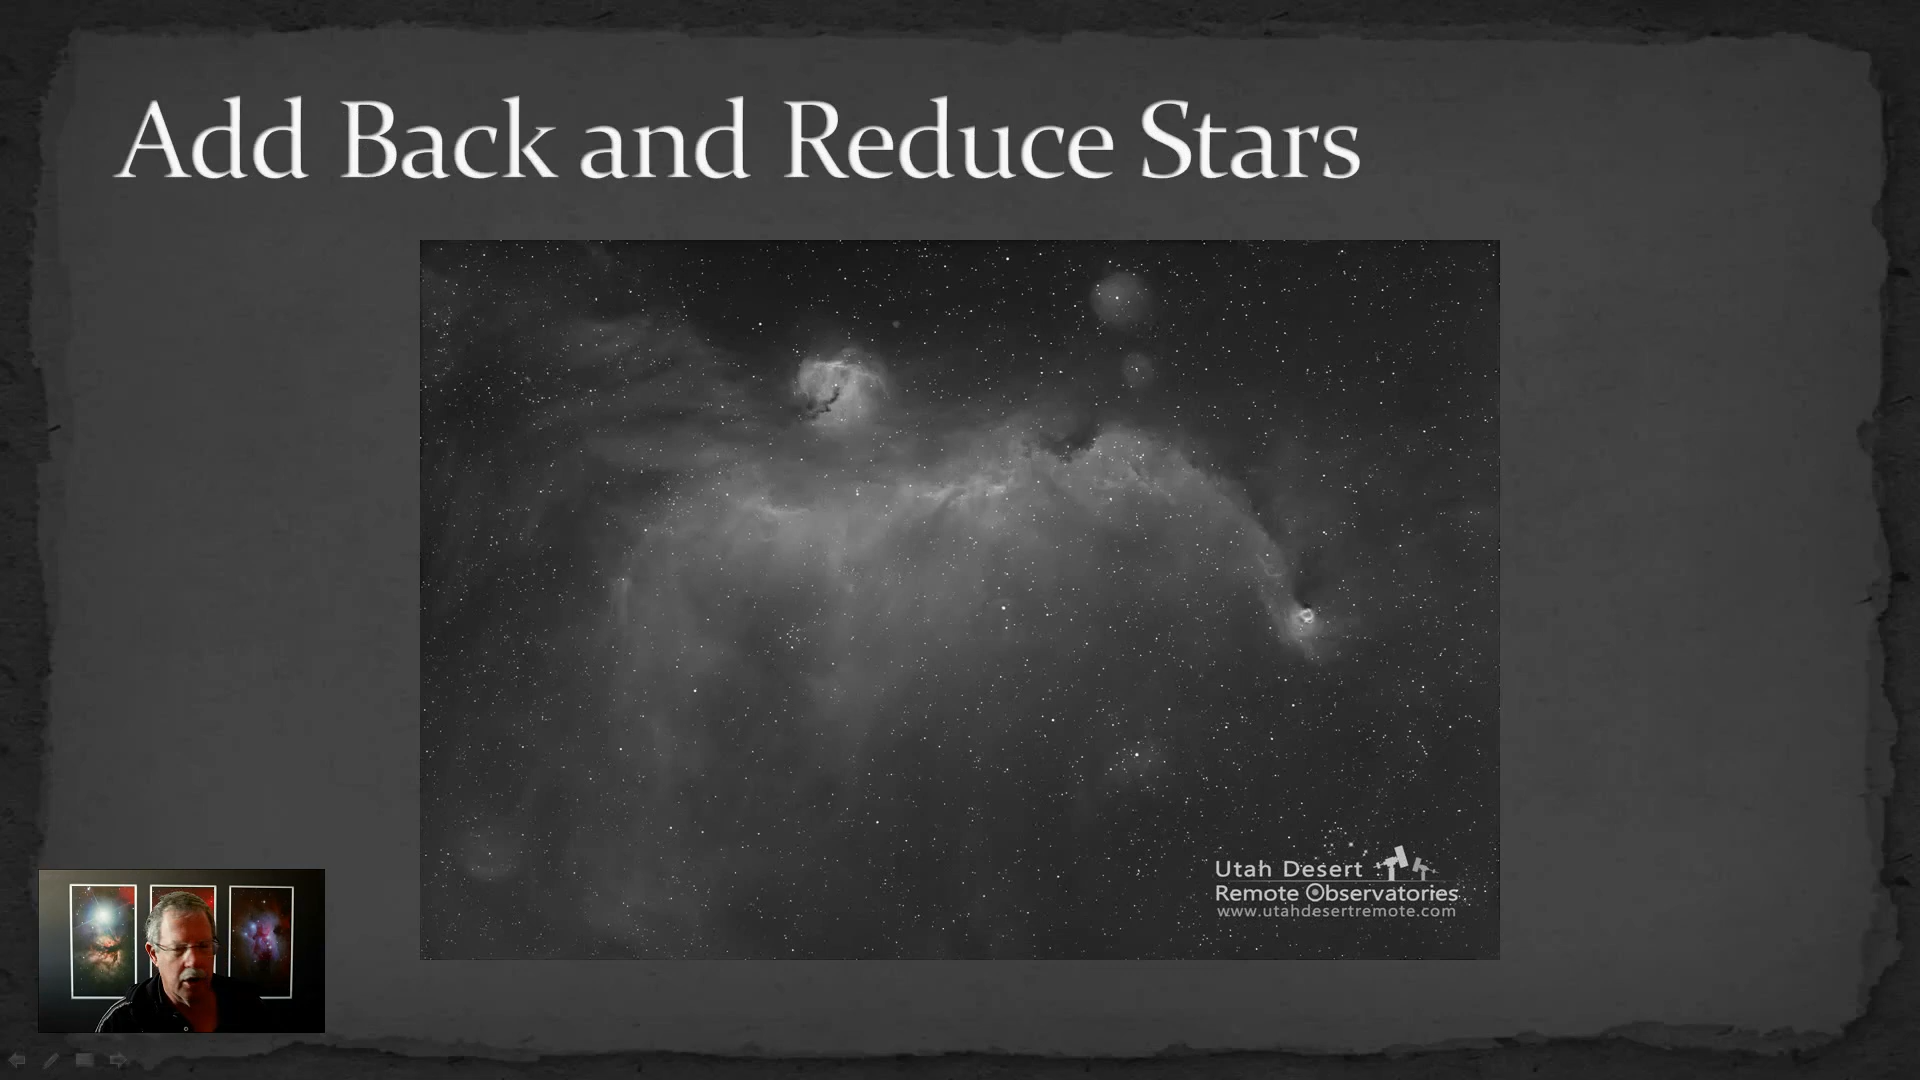 Add Back and Reduce Stars
Utah Desert
Remote Observatories
www.utahdesertremote.com